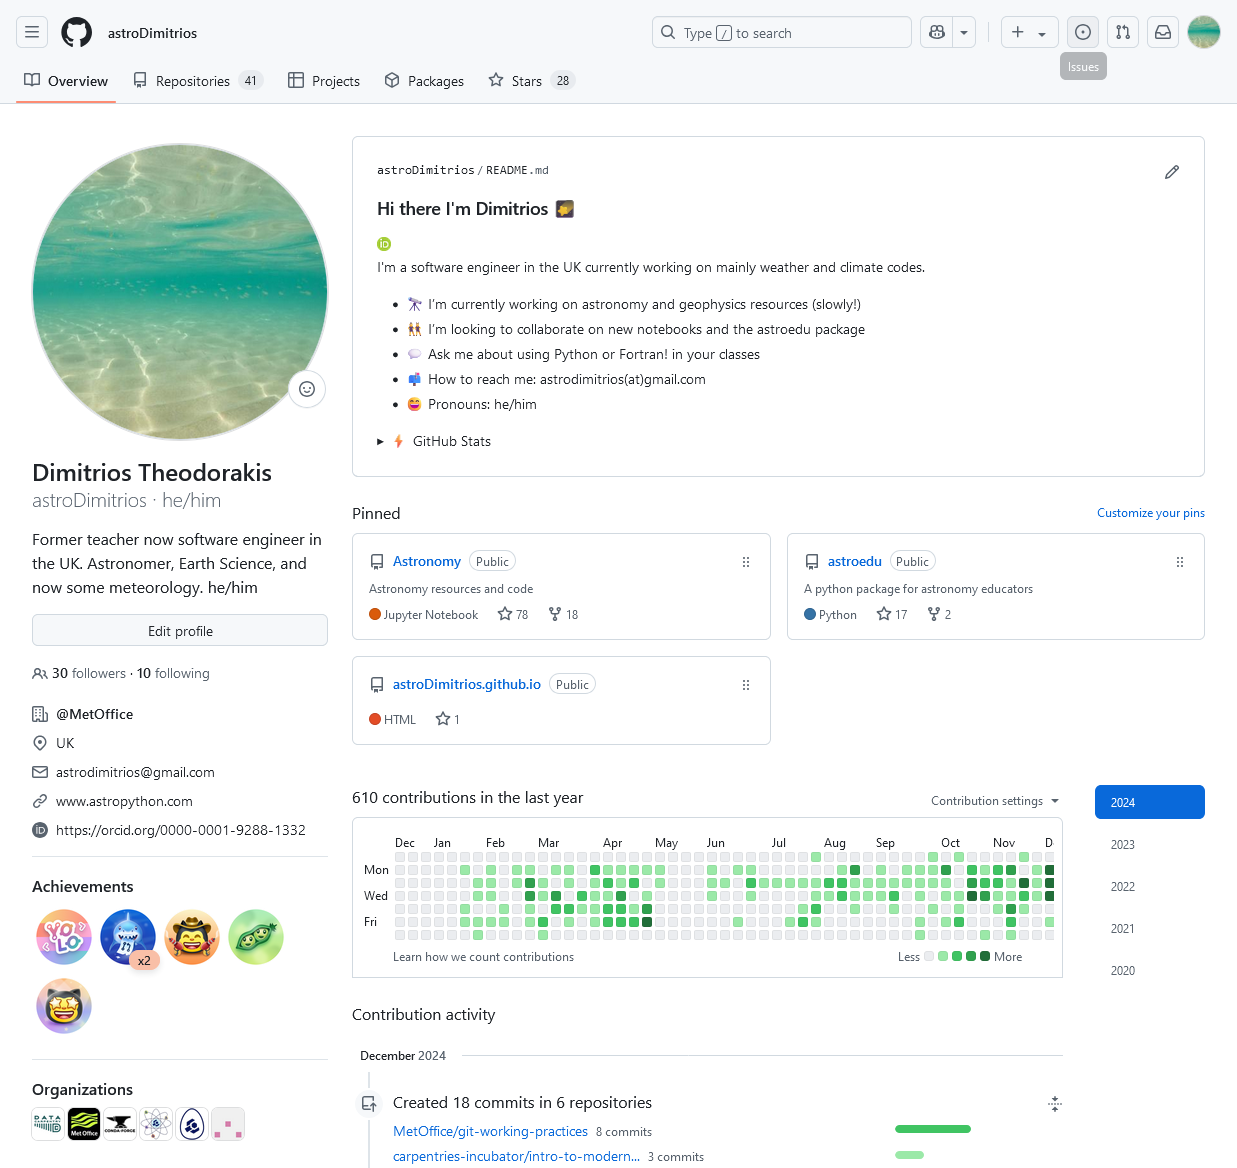 astroDimitrios
Type / to search
Issues
Overview
Repositories 41
Projects
Packages
Stars 28
astroDimitrios / README.md
Hi there I'm Dimitrios
iD
I'm a software engineer in the UK currently working on mainly weather and climate codes.
• I'm currently working on astronomy and geophysics resources (slowly!)
• I'm looking to collaborate on new notebooks and the astroedu package
• Ask me about using Python or Fortran! in your classes
• How to reach me: astrodimitrios(at)gmail.com
• Pronouns: he/him
GitHub Stats
Dimitrios Theodorakis
astroDimitrios · he/him
Former teacher now software engineer in
the UK. Astronomer, Earth Science, and
now some meteorology. he/him
Edit profile
30 followers · 10 following
@MetOffice
UK
astrodimitrios@gmail.com
www.astropython.com
iD https://orcid.org/0000-0001-9288-1332
Achievements
YOLO
x2
Organizations
DATA
Met Office
CONDA-FORGE
Pinned
Customize your pins
Astronomy Public
Astronomy resources and code
Jupyter Notebook 78 18
astroedu Public
A python package for astronomy educators
Python 17 2
astroDimitrios.github.io Public
HTML 1
610 contributions in the last year
Contribution settings
2024
2023
2022
2021
2020
Dec Jan Feb Mar Apr May Jun Jul Aug Sep Oct Nov D
Mon
Wed
Fri
Learn how we count contributions
Less More
Contribution activity
December 2024
Created 18 commits in 6 repositories
MetOffice/git-working-practices 8 commits
carpentries-incubator/intro-to-modern... 3 commits